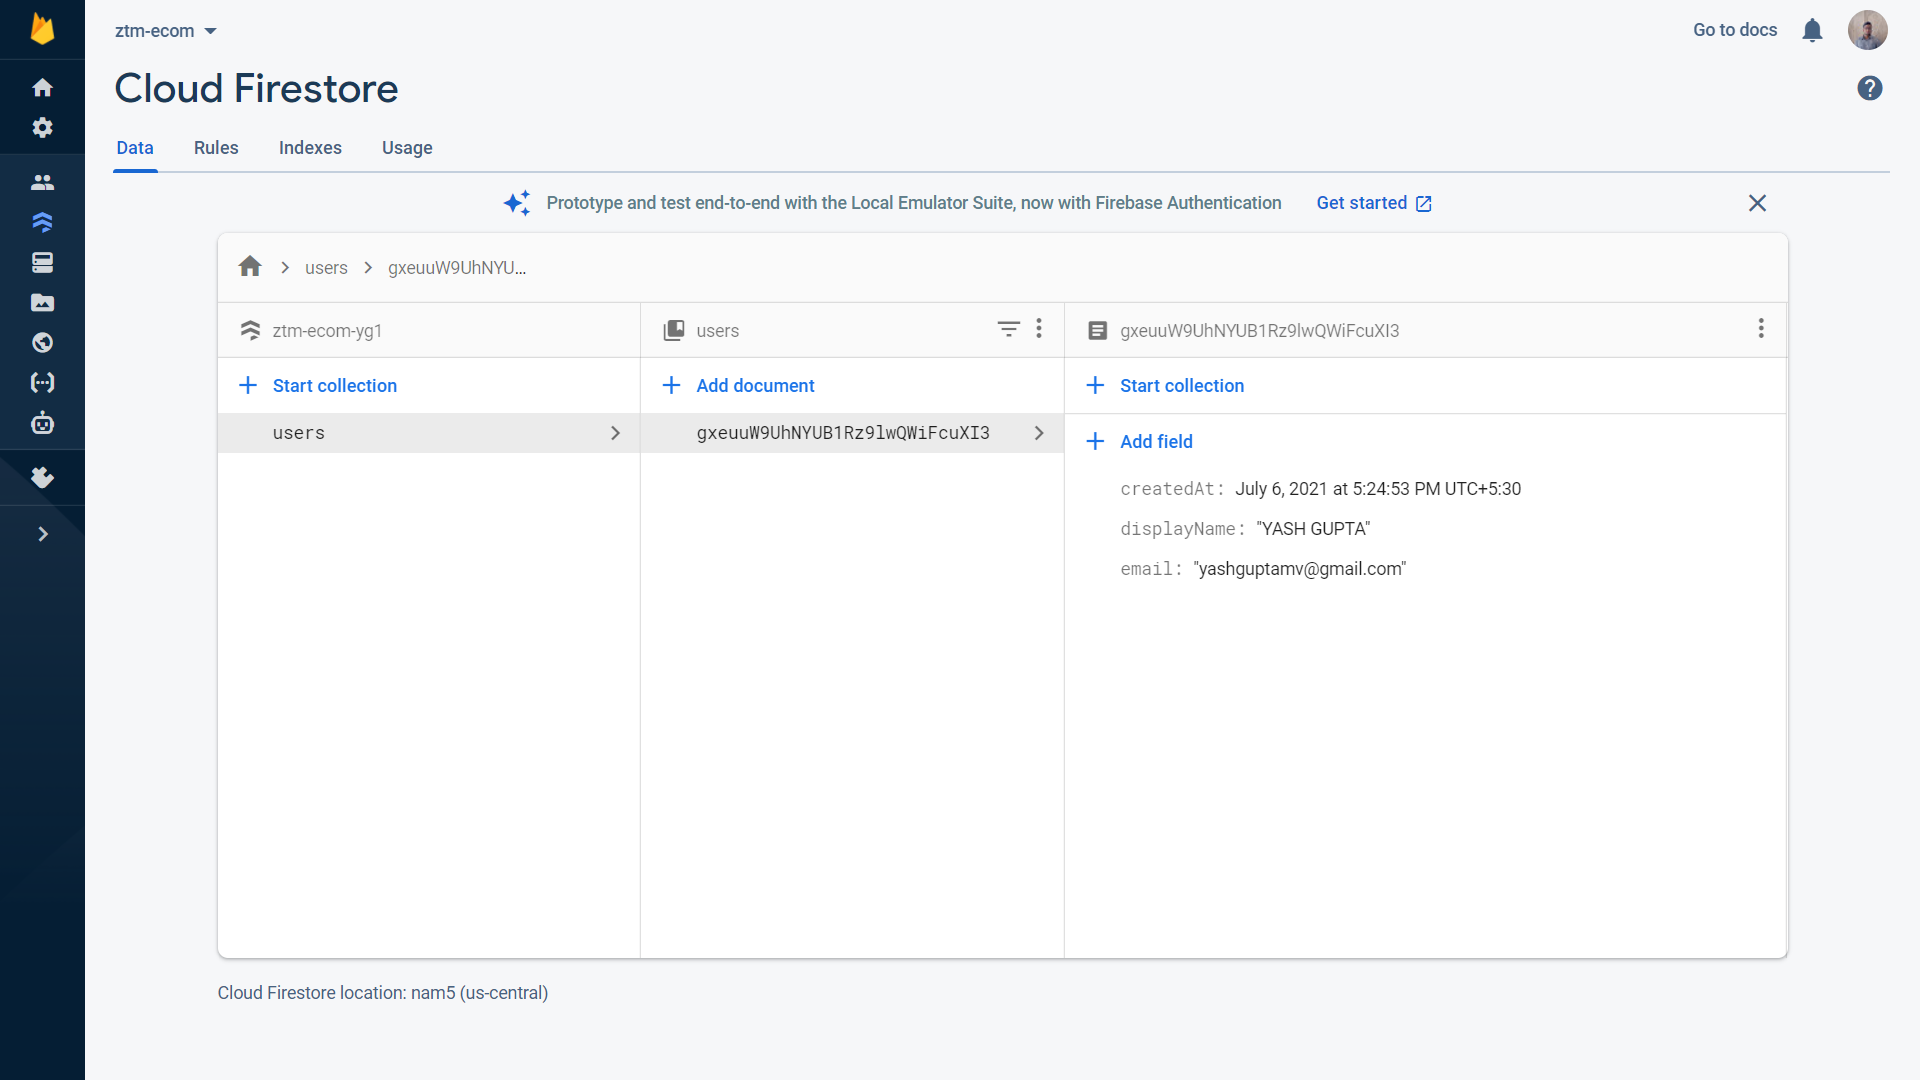 ztm-ecom
Go to docs
Cloud Firestore
Data Rules Indexes Usage
Prototype and test end-to-end with the Local Emulator Suite, now with Firebase Authentication Get started
users gxeuuW9UhNYU...
ztm-ecom-yg1
Start collection
users
users
Add document
gxeuuW9UhNYUB1Rz9lwQWiFcuXI3
gxeuuW9UhNYUB1Rz9lwQWiFcuXI3
Start collection
Add field
createdAt: July 6, 2021 at 5:24:53 PM UTC+5:30
displayName: "YASH GUPTA"
email: "yashguptamv@gmail.com"
Cloud Firestore location: nam5 (us-central)